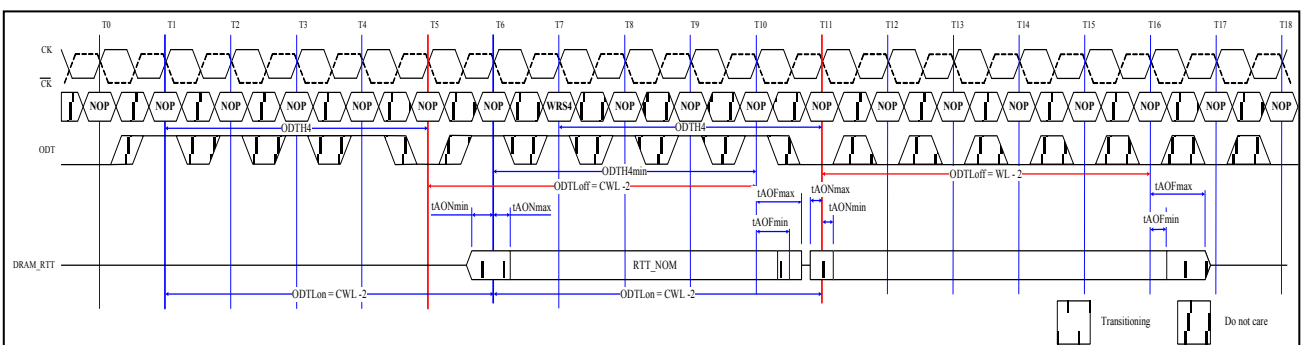 T0 T1 T2 T3 T4 T5 T6 T7 T8 T9 T10 T11 T12 T13 T14 T15 T16 T17 T18
CK
CK
NOP NOP NOP NOP NOP NOP NOP WRS4 NOP NOP NOP NOP NOP NOP NOP NOP NOP NOP NOP
ODTH4 ODTH4
ODT
ODTH4min ODTLoff = WL - 2
ODTLoff = CWL -2
tAOFmax tAONmax tAOFmax
tAONmin tAONmax tAONmin
tAOFmin tAOFmin
DRAM_RTT RTT_NOM
ODTLon = CWL -2 ODTLon = CWL -2
Transitioning Do not care